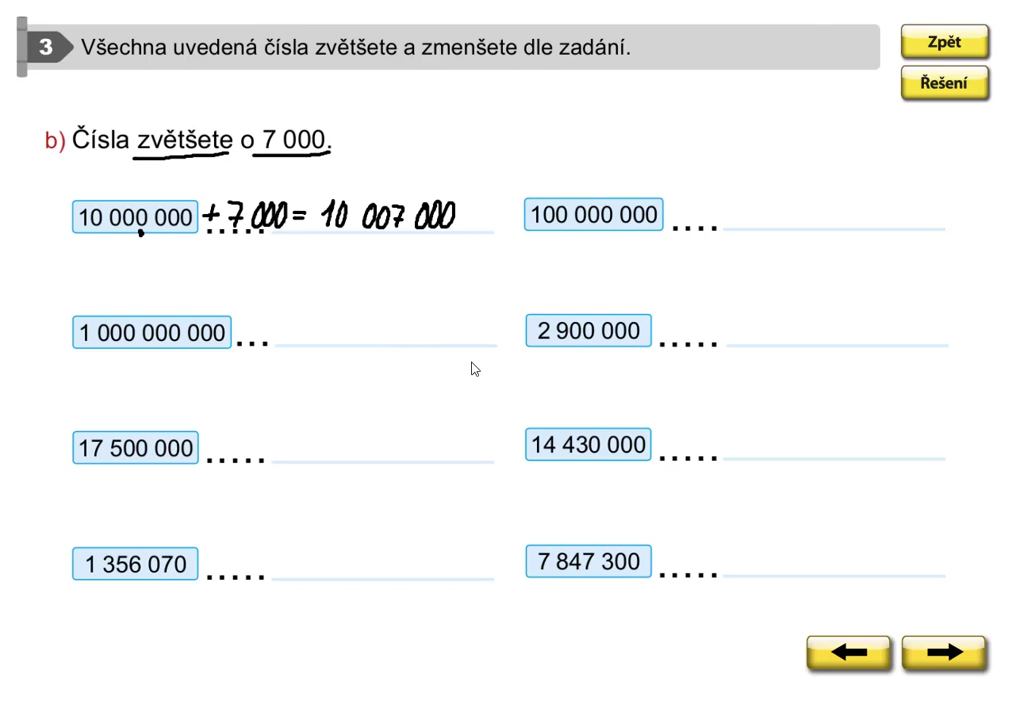 3 Všechna uvedená čísla zvětšete a zmenšete dle zadání.
Zpět
Řešení
b) Čísla zvětšete o 7 000.
10 000 000 + 7 000 = 10 007 000
100 000 000 ....
1 000 000 000 ...
2 900 000 .....
17 500 000 .....
14 430 000 .....
1 356 070 .....
7 847 300 .....